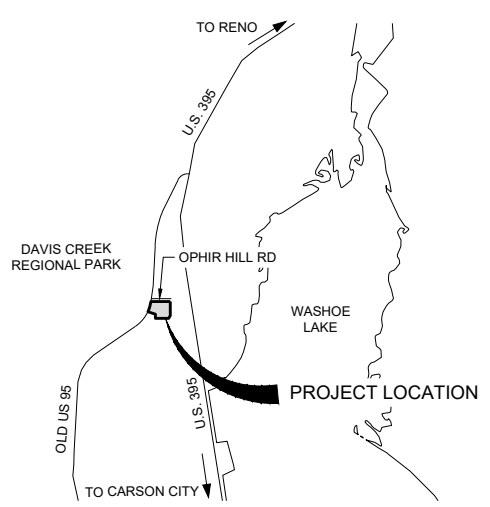 TO RENO
U.S. 395
DAVIS CREEK
REGIONAL PARK
OPHIR HILL RD
WASHOE
LAKE
PROJECT LOCATION
OLD US 95
U.S. 395
TO CARSON CITY